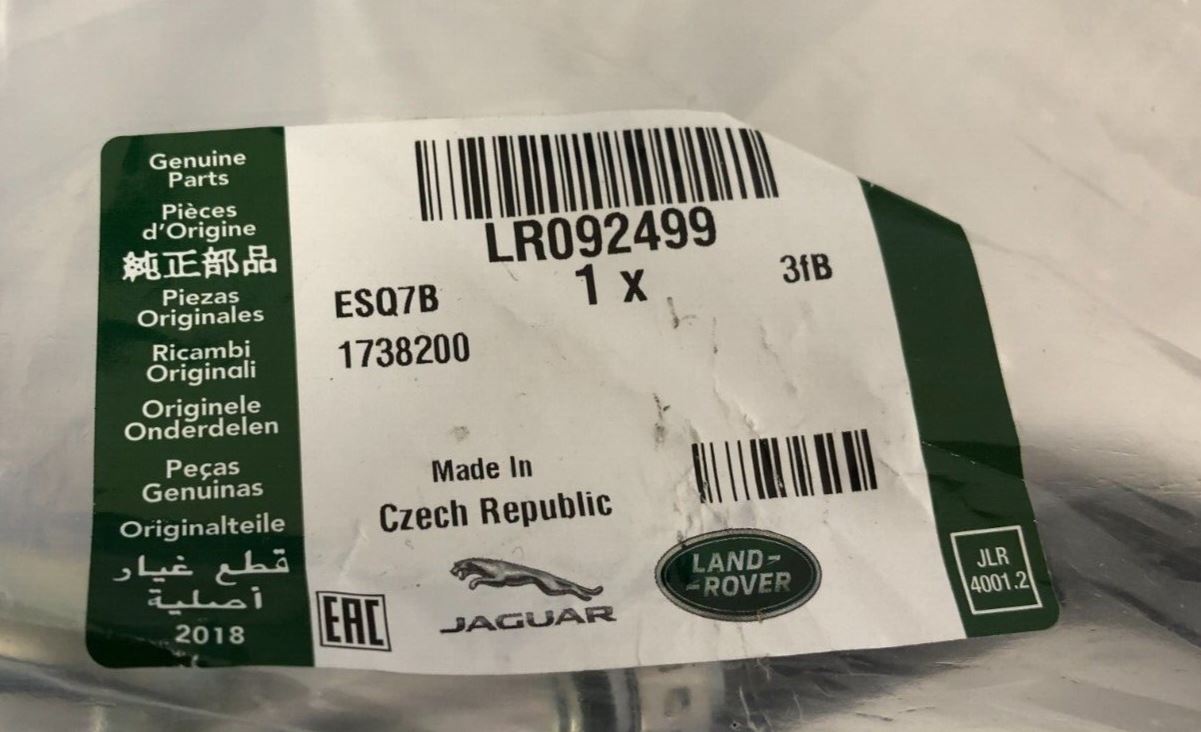 Genuine
Parts
Pièces
d'Origine
純正部品
Piezas
Originales
Ricambi
Originali
Originele
Onderdelen
Peças
Genuinas
Originalteile
قطع غيار
أصلية
2018
LR092499
1 x
3fB
ESQ7B
1738200
Made In
Czech Republic
EAC
JAGUAR
LAND-
-ROVER
JLR
4001.2